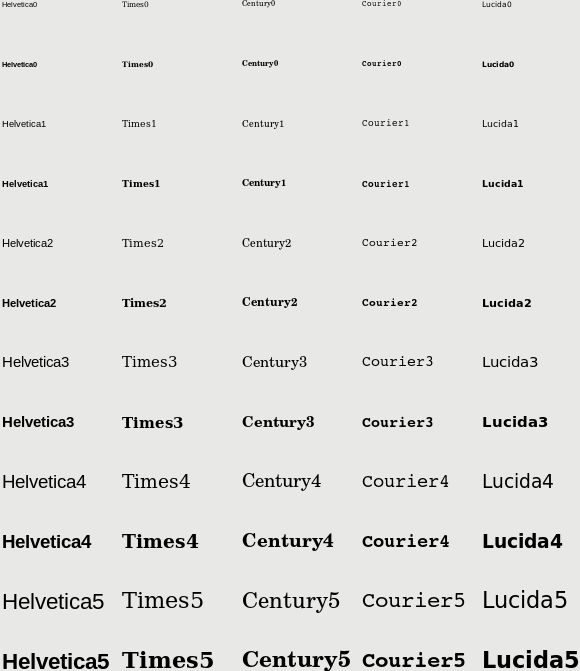 Helvetica0 Times0 Century0 Courier0 Lucida0
Helvetica0 Times0 Century0 Courier0 Lucida0
Helvetica1 Times1 Century1 Courier1 Lucida1
Helvetica1 Times1 Century1 Courier1 Lucida1
Helvetica2 Times2 Century2 Courier2 Lucida2
Helvetica2 Times2 Century2 Courier2 Lucida2
Helvetica3 Times3 Century3 Courier3 Lucida3
Helvetica3 Times3 Century3 Courier3 Lucida3
Helvetica4 Times4 Century4 Courier4 Lucida4
Helvetica4 Times4 Century4 Courier4 Lucida4
Helvetica5 Times5 Century5 Courier5 Lucida5
Helvetica5 Times5 Century5 Courier5 Lucida5